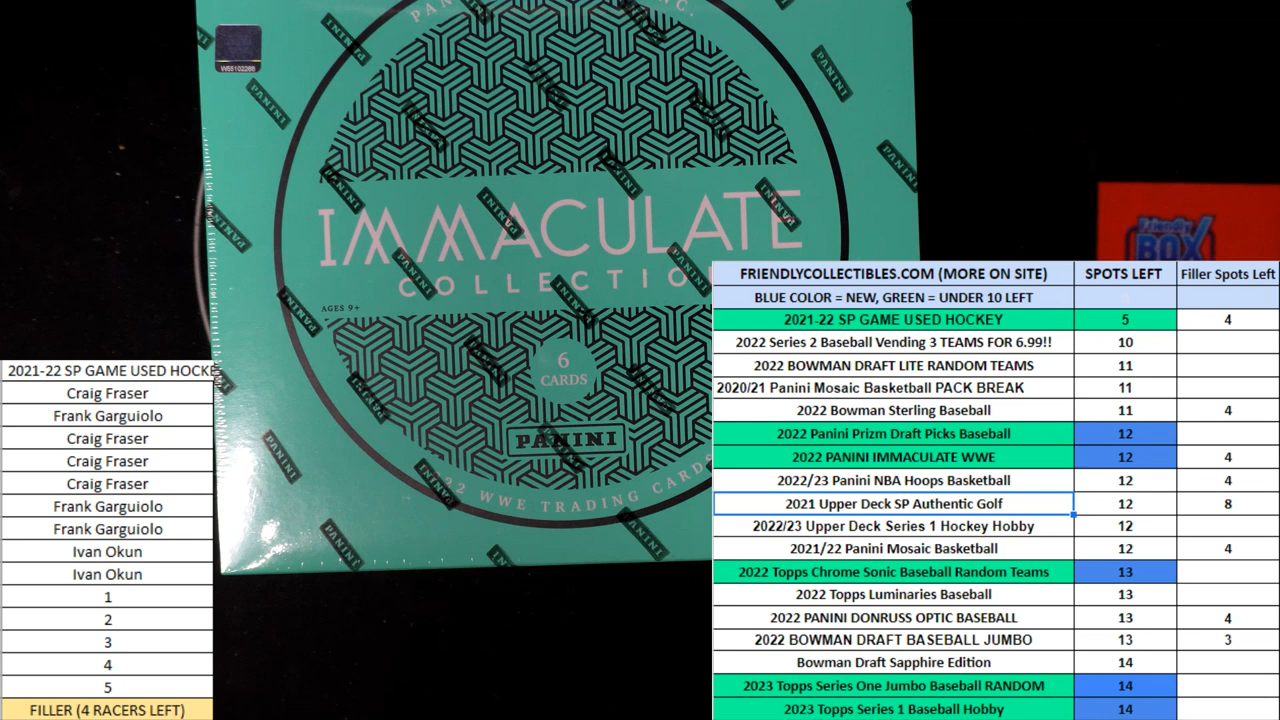 PANINI
W55102268
IMMACULATE
COLLECTIO
AGES 9+
6
CARDS
PANINI
22 WWE TRADING CARDS
Friendly
BOX
2021-22 SP GAME USED HOCKE
Craig Fraser
Frank Garguiolo
Craig Fraser
Craig Fraser
Craig Fraser
Frank Garguiolo
Frank Garguiolo
Ivan Okun
Ivan Okun
1
2
3
4
5
FILLER (4 RACERS LEFT)
FRIENDLYCOLLECTIBLES.COM (MORE ON SITE) SPOTS LEFT Filler Spots Left
BLUE COLOR = NEW, GREEN = UNDER 10 LEFT
2021-22 SP GAME USED HOCKEY 5 4
2022 Series 2 Baseball Vending 3 TEAMS FOR 6.99!! 10
2022 BOWMAN DRAFT LITE RANDOM TEAMS 11
2020/21 Panini Mosaic Basketball PACK BREAK 11
2022 Bowman Sterling Baseball 11 4
2022 Panini Prizm Draft Picks Baseball 12
2022 PANINI IMMACULATE WWE 12 4
2022/23 Panini NBA Hoops Basketball 12 4
2021 Upper Deck SP Authentic Golf 12 8
2022/23 Upper Deck Series 1 Hockey Hobby 12
2021/22 Panini Mosaic Basketball 12 4
2022 Topps Chrome Sonic Baseball Random Teams 13
2022 Topps Luminaries Baseball 13
2022 PANINI DONRUSS OPTIC BASEBALL 13 4
2022 BOWMAN DRAFT BASEBALL JUMBO 13 3
Bowman Draft Sapphire Edition 14
2023 Topps Series One Jumbo Baseball RANDOM 14
2023 Topps Series 1 Baseball Hobby 14